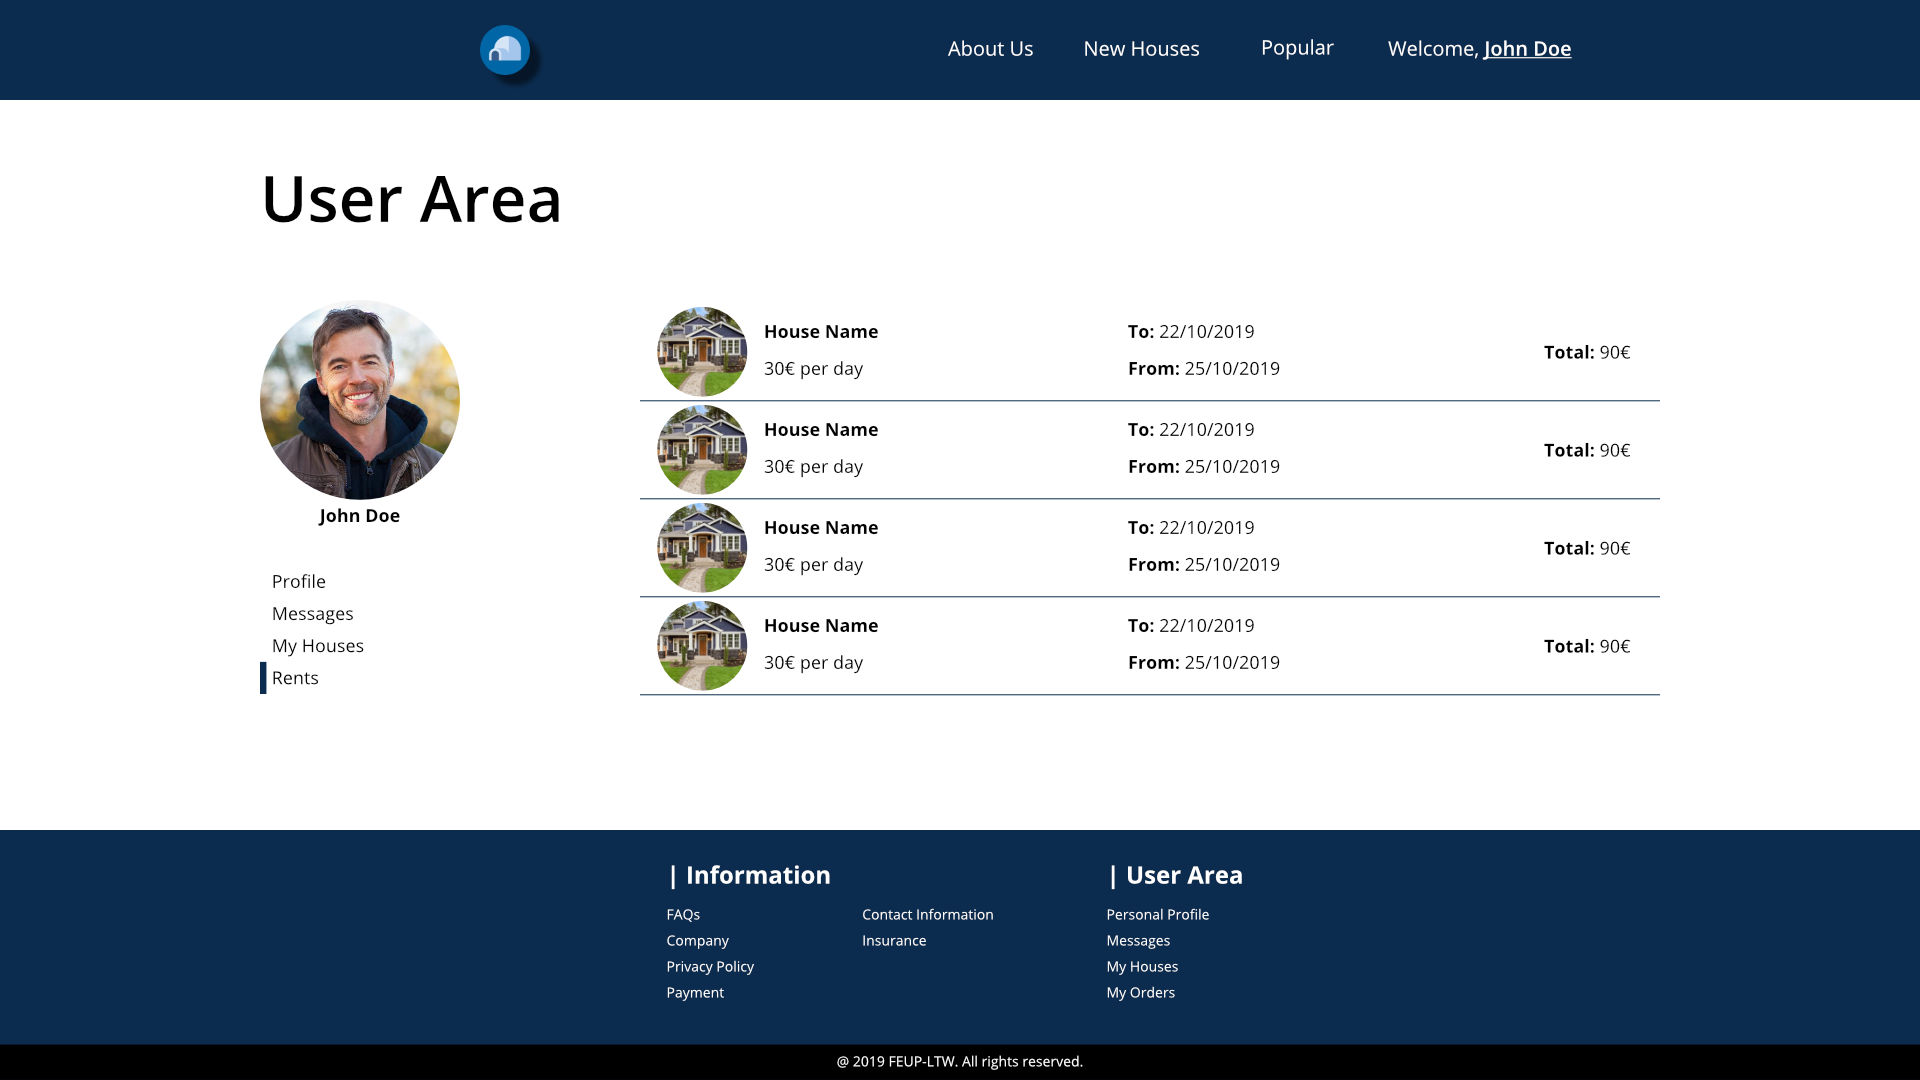 About Us New Houses Popular Welcome, John Doe
User Area
John Doe
Profile
Messages
My Houses
Rents
House Name
30€ per day
To: 22/10/2019
From: 25/10/2019
Total: 90€
House Name
30€ per day
To: 22/10/2019
From: 25/10/2019
Total: 90€
House Name
30€ per day
To: 22/10/2019
From: 25/10/2019
Total: 90€
House Name
30€ per day
To: 22/10/2019
From: 25/10/2019
Total: 90€
| Information
FAQs
Company
Privacy Policy
Payment
Contact Information
Insurance
| User Area
Personal Profile
Messages
My Houses
My Orders
@ 2019 FEUP-LTW. All rights reserved.